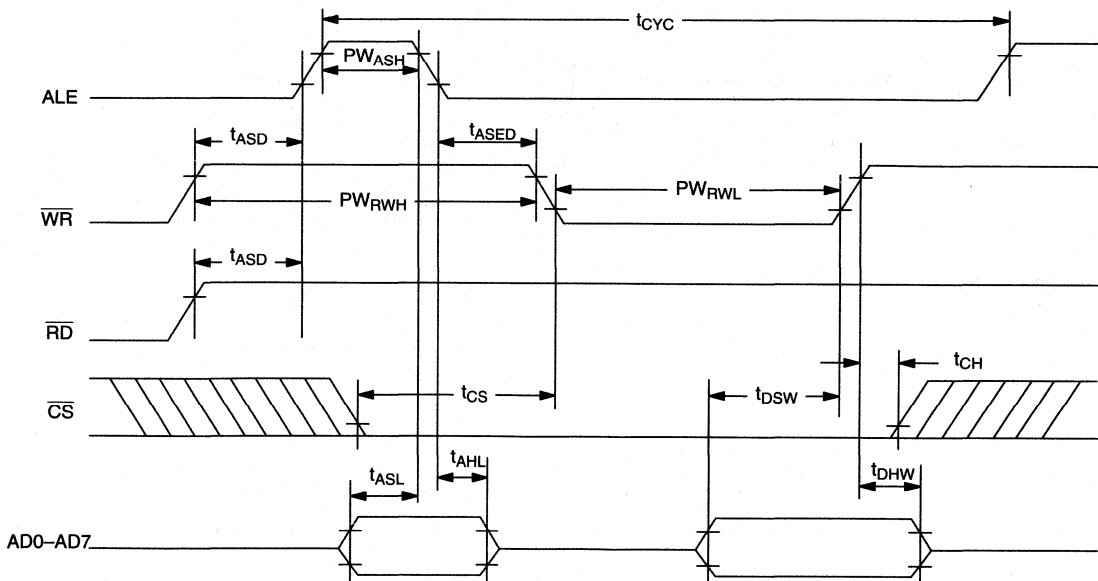 tCYC
PWASH
ALE
tASD
tASED
PWRWH
PWRWL
WR
tASD
RD
tCH
tCS
tDSW
CS
tASL
tAHL
tDHW
AD0–AD7